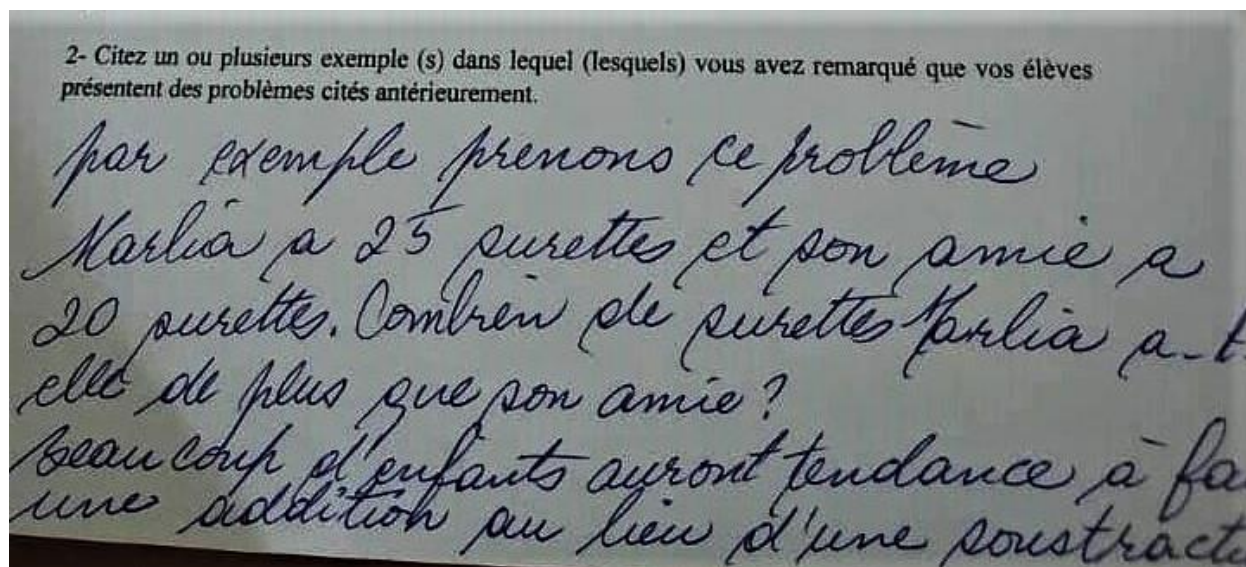 2- Citez un ou plusieurs exemple (s) dans lequel (lesquels) vous avez remarqué que vos élèves
présentent des problèmes cités antérieurement.
par exemple prenons ce problème
Marlia a 25 surettes et son amie a
20 surettes. Combien de surettes Marlia a-t
elle de plus que son amie ?
beaucoup d'enfants auront tendance à fa
une addition au lieu d'une soustract